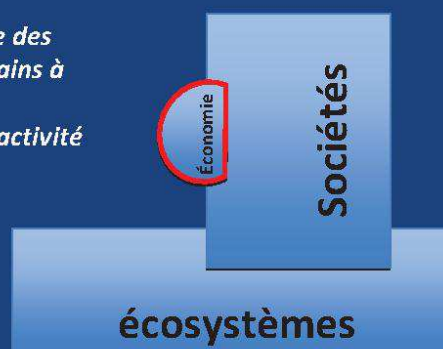 e des
ains à
activité
Économie
Sociétés
écosystèmes